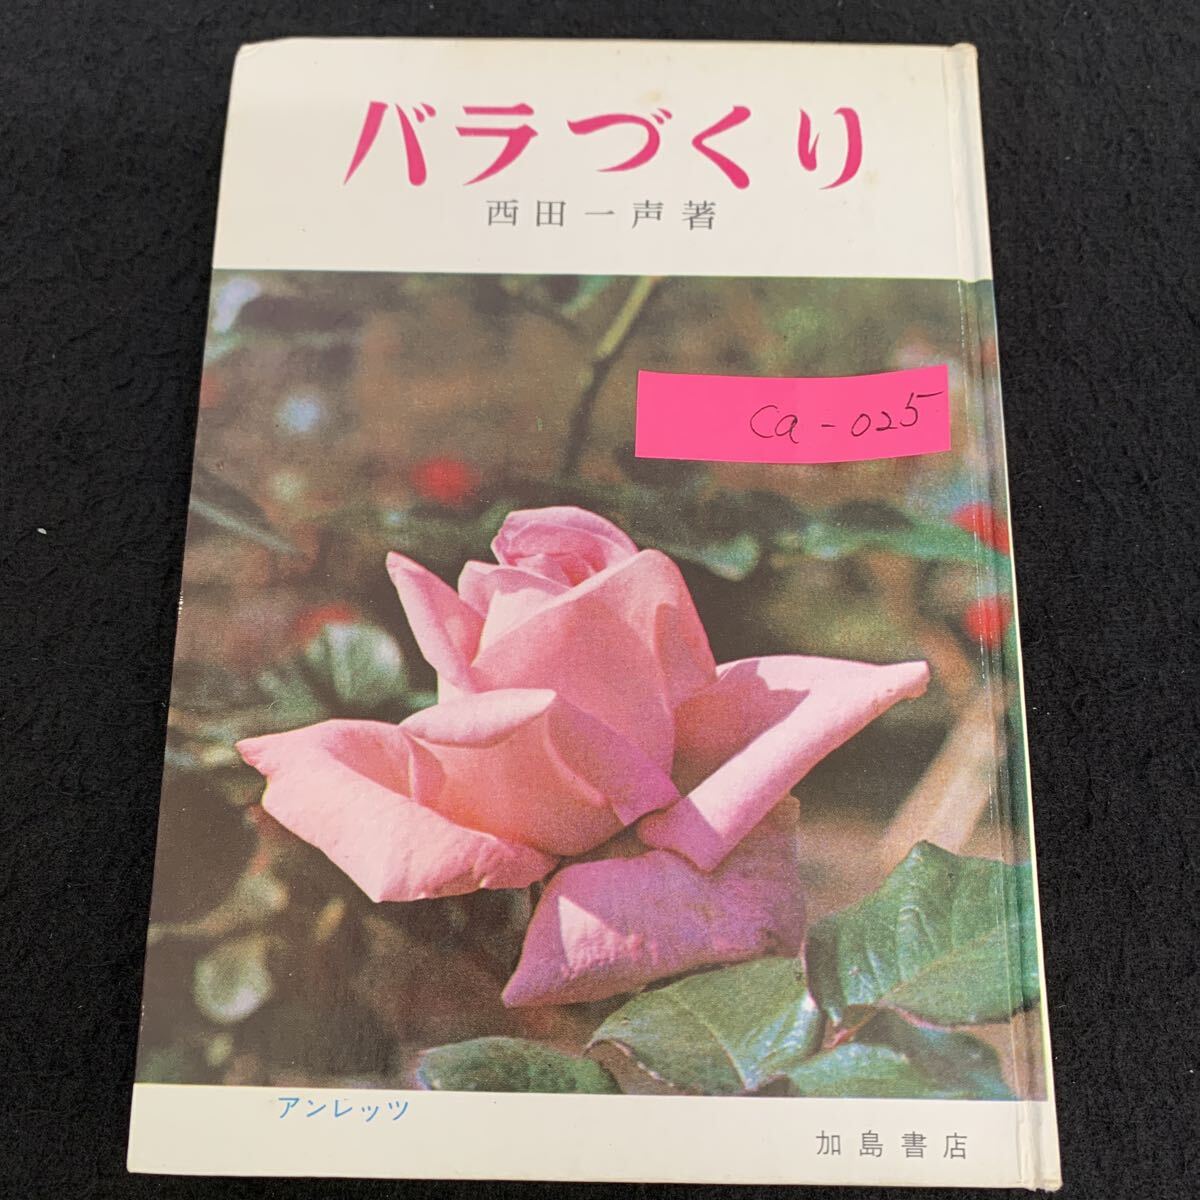 バラづくり
西田一声著
ca-025
アンレッツ
加島書店